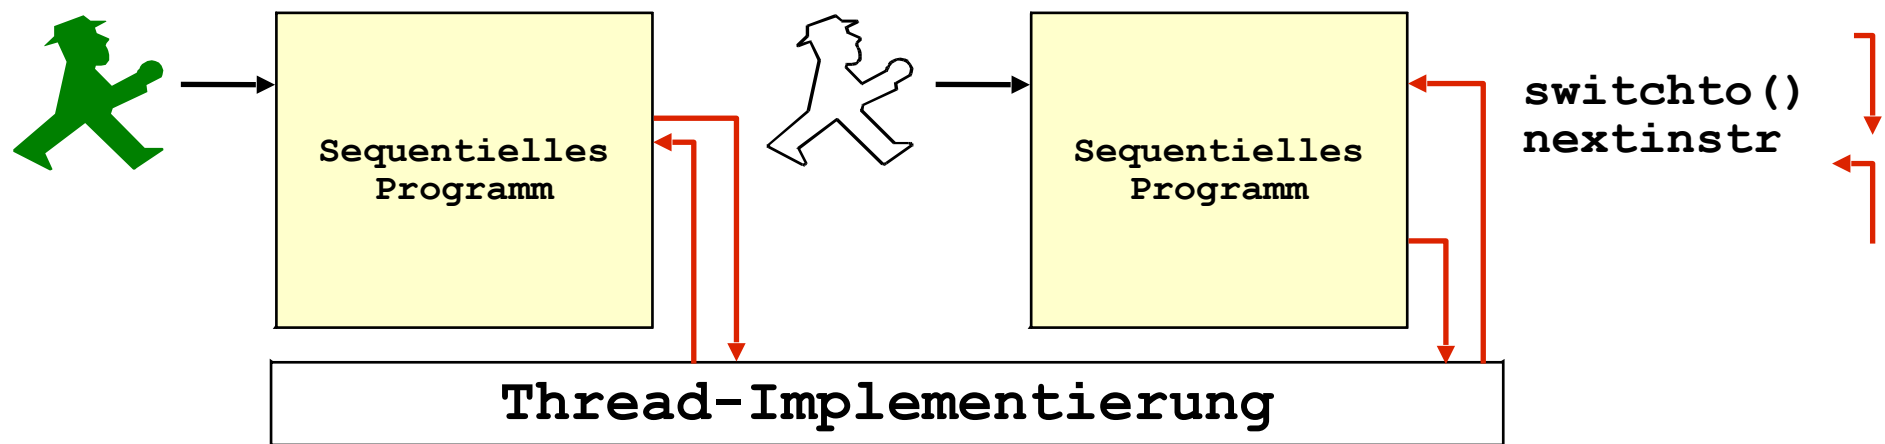 Sequentielles
Programm
Sequentielles
Programm
switchto()
nextinstr
Thread-Implementierung